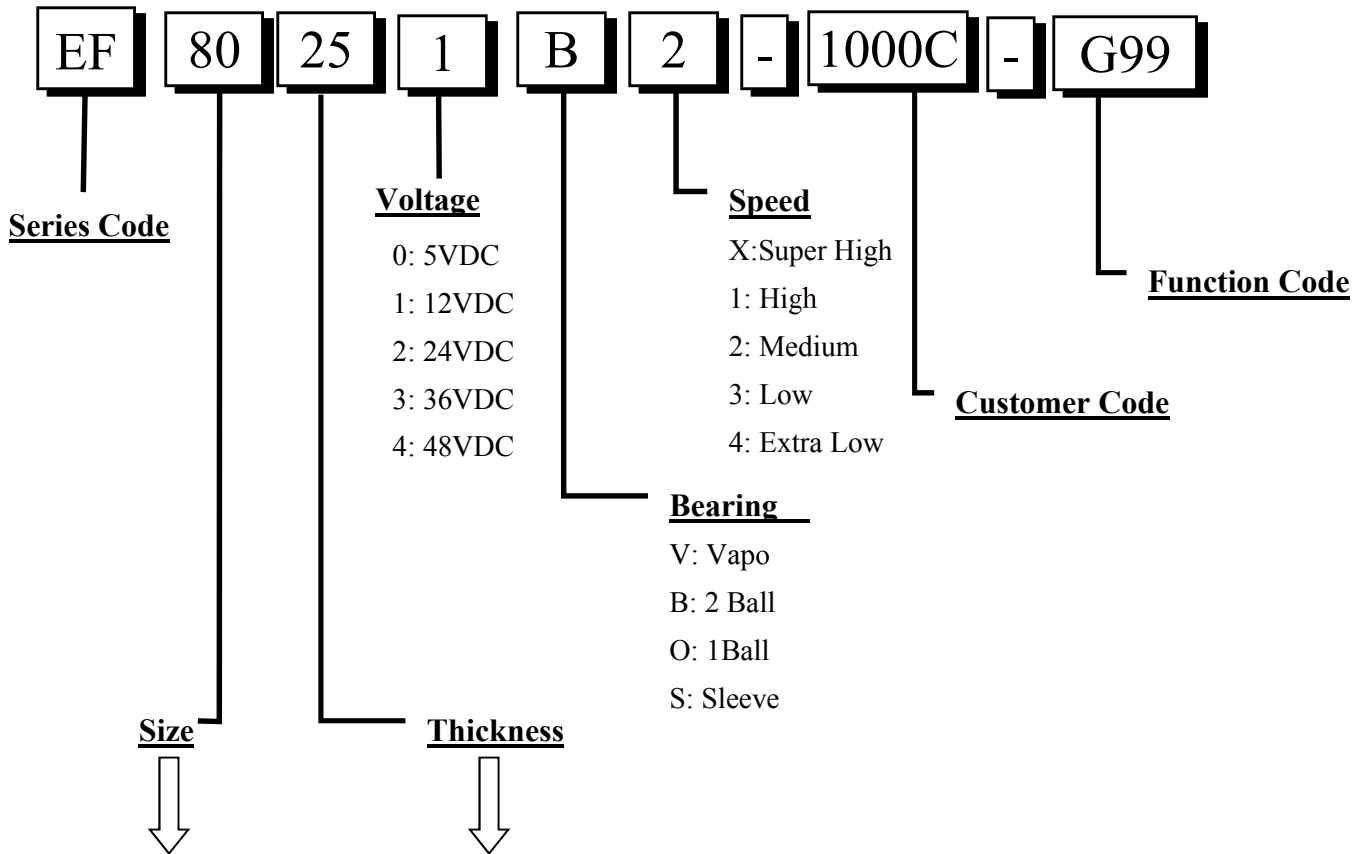 EF 80 25 1 B 2 - 1000C - G99
Series Code
Voltage
0: 5VDC
1: 12VDC
2: 24VDC
3: 36VDC
4: 48VDC
Speed
X:Super High
1: High
2: Medium
3: Low
4: Extra Low
Function Code
Customer Code
Bearing
V: Vapo
B: 2 Ball
O: 1Ball
S: Sleeve
Size
Thickness